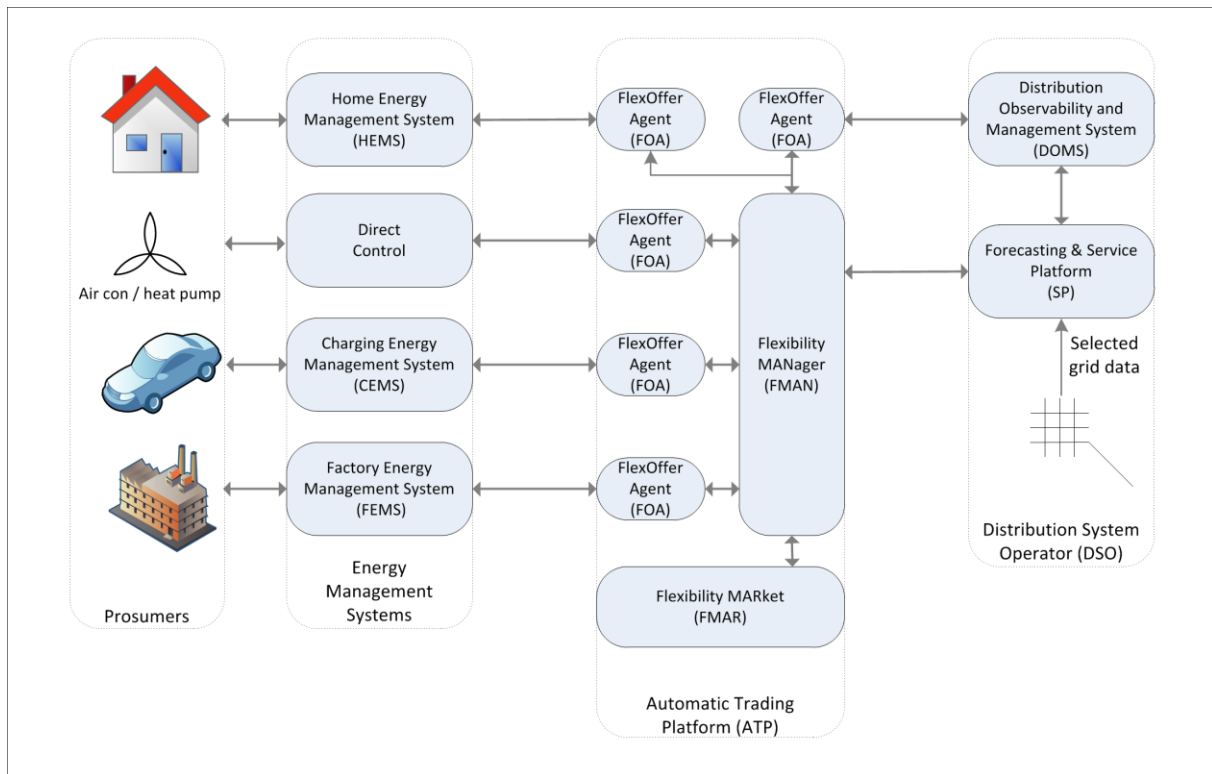 Home Energy
Management System
(HEMS)
FlexOffer
Agent
(FOA)
FlexOffer
Agent
(FOA)
Distribution
Observability and
Management System
(DOMS)
Air con / heat pump
Direct
Control
FlexOffer
Agent
(FOA)
Forecasting & Service
Platform
(SP)
Charging Energy
Management System
(CEMS)
FlexOffer
Agent
(FOA)
Flexibility
MANager
(FMAN)
Selected
grid data
Factory Energy
Management System
(FEMS)
FlexOffer
Agent
(FOA)
Distribution System
Operator (DSO)
Prosumers
Energy
Management
Systems
Flexibility MARket
(FMAR)
Automatic Trading
Platform (ATP)